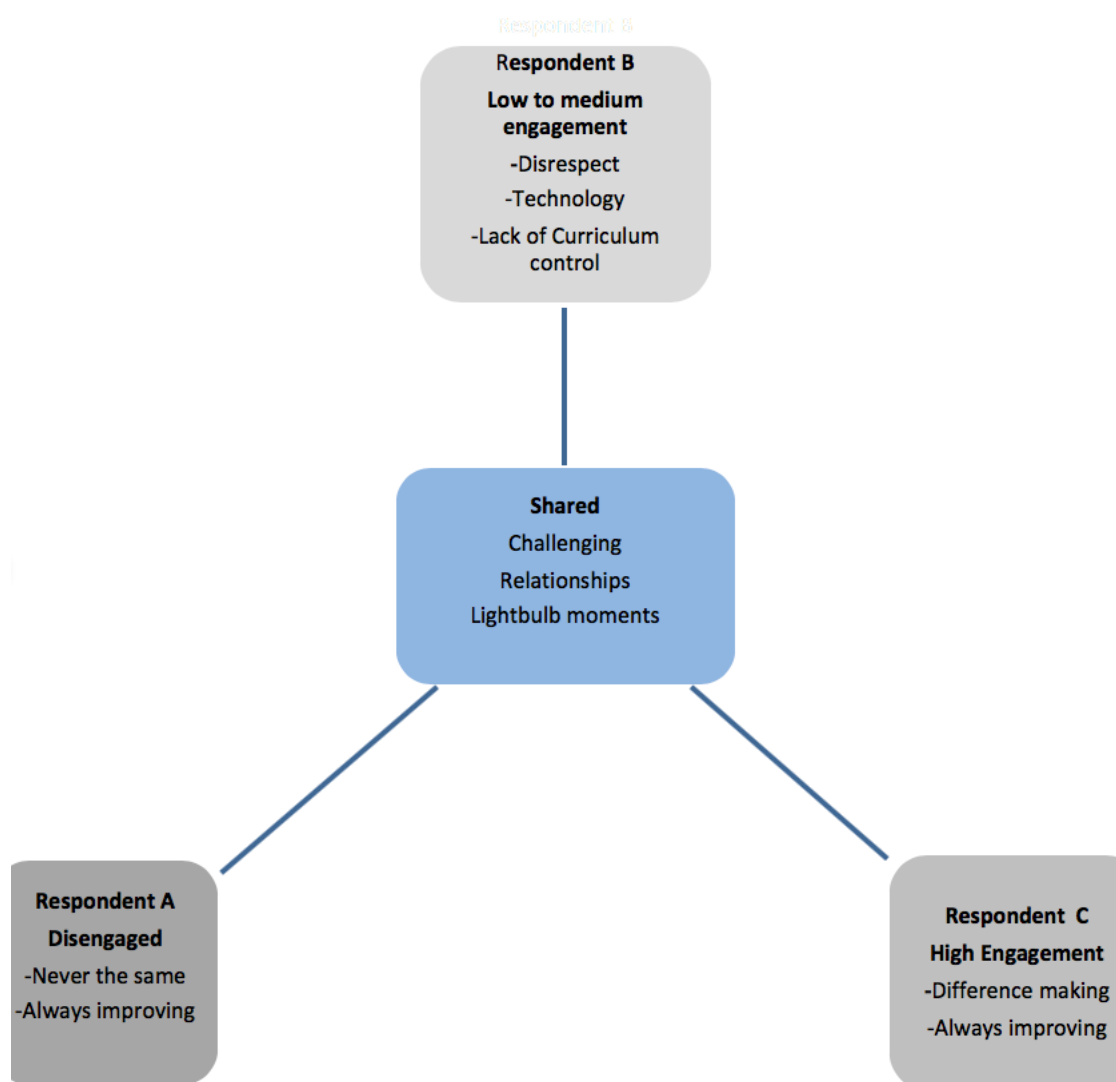 Respondent B
Respondent B
Low to medium
engagement
-Disrespect
-Technology
-Lack of Curriculum
control
Shared
Challenging
Relationships
Lightbulb moments
Respondent A
Disengaged
-Never the same
-Always improving
Respondent C
High Engagement
-Difference making
-Always improving